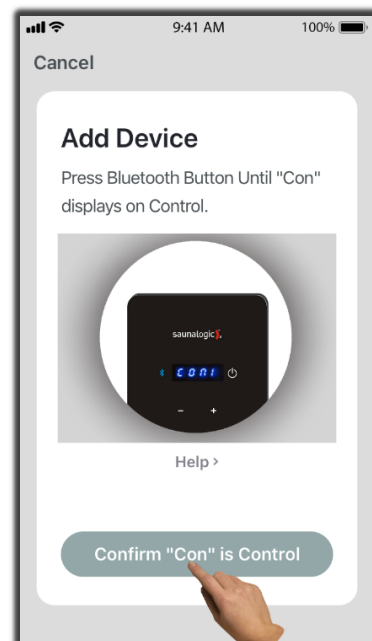 9:41 AM
100%
Cancel
Add Device
Press Bluetooth Button Until "Con"
displays on Control.
saunalogic
CON1
- +
Help >
Confirm "Con" is Control